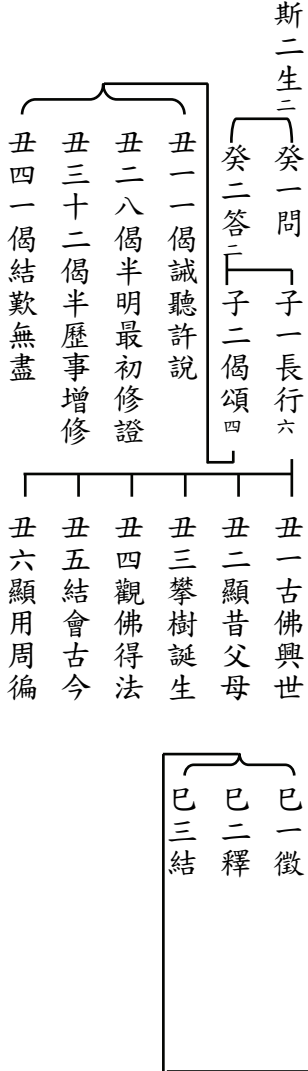 斯二生二
癸一問
癸二答二
子一長行六
子二偈頌四
丑一古佛興世
丑二顯昔父母
丑三攀樹誕生
丑四觀佛得法
丑五結會古今
丑六顯用周徧
丑一一偈誡聽許說
丑二八偈半明最初修證
丑三十二偈半歷事增修
丑四一偈結歎無盡
巳一徵
巳二釋
巳三結